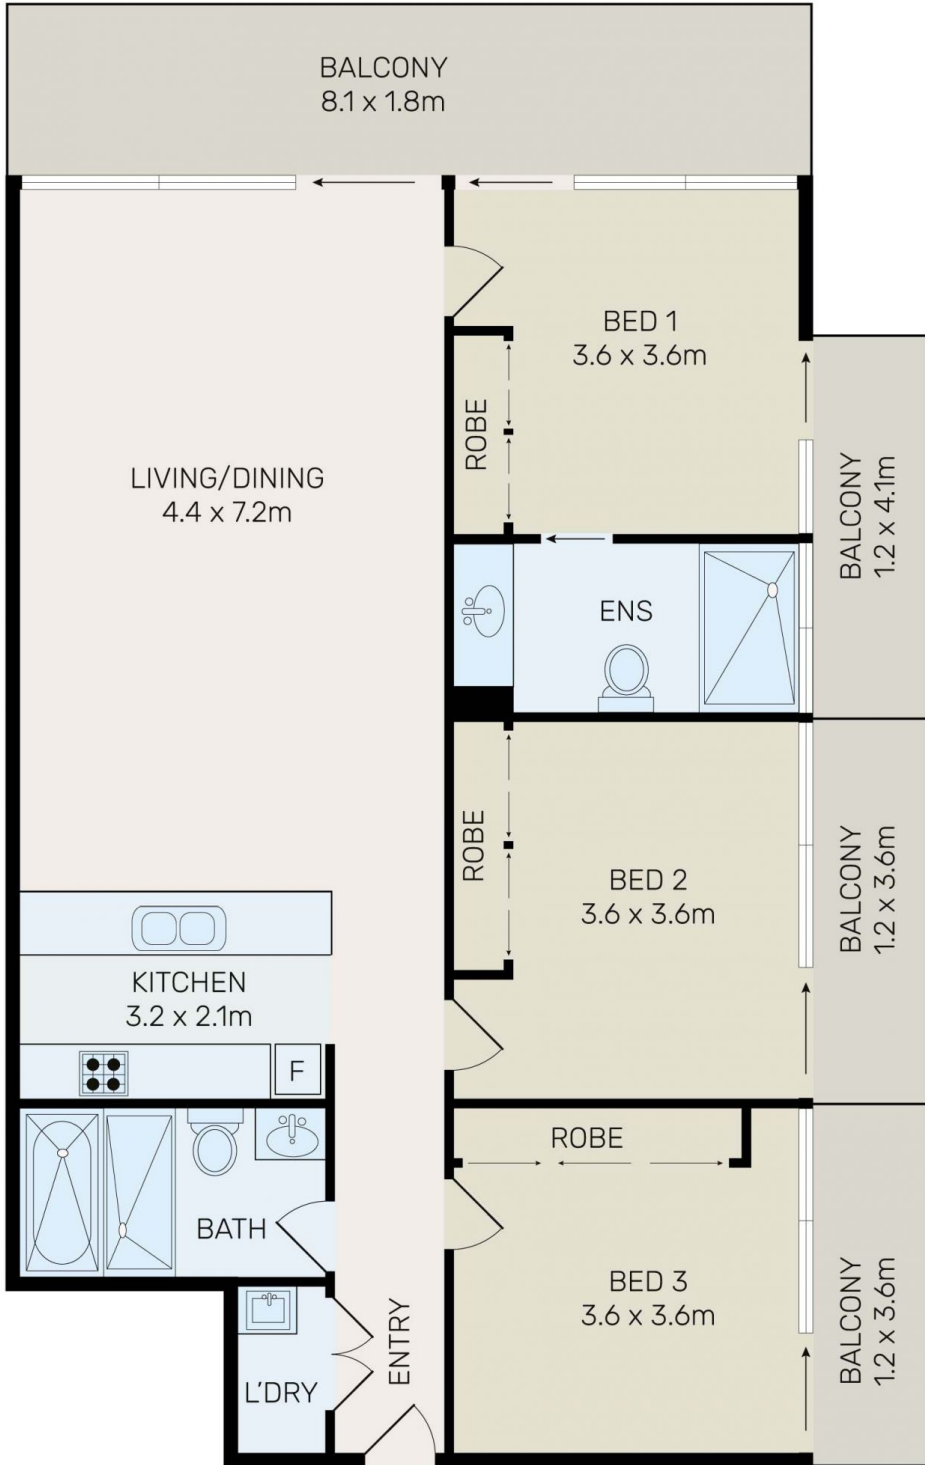 BALCONY
8.1 x 1.8m
BED 1
3.6 x 3.6m
ROBE
LIVING/DINING
4.4 x 7.2m
BALCONY
1.2 x 4.1m
ENS
ROBE
BED 2
3.6 x 3.6m
BALCONY
1.2 x 3.6m
KITCHEN
3.2 x 2.1m
F
ROBE
BATH
BED 3
3.6 x 3.6m
BALCONY
1.2 x 3.6m
ENTRY
L'DRY